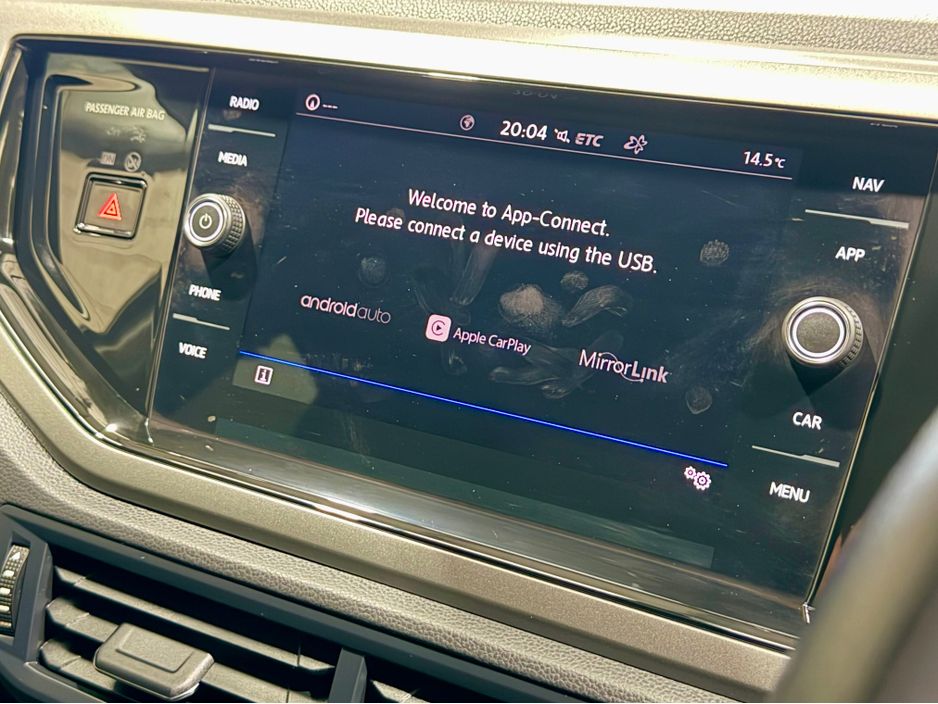 PASSENGER AIR BAG
RADIO
MEDIA
PHONE
VOICE
20:04
ETC
14.5°C
Welcome to App-Connect.
Please connect a device using the USB.
androidauto
Apple CarPlay
MirrorLink
NAV
APP
CAR
MENU